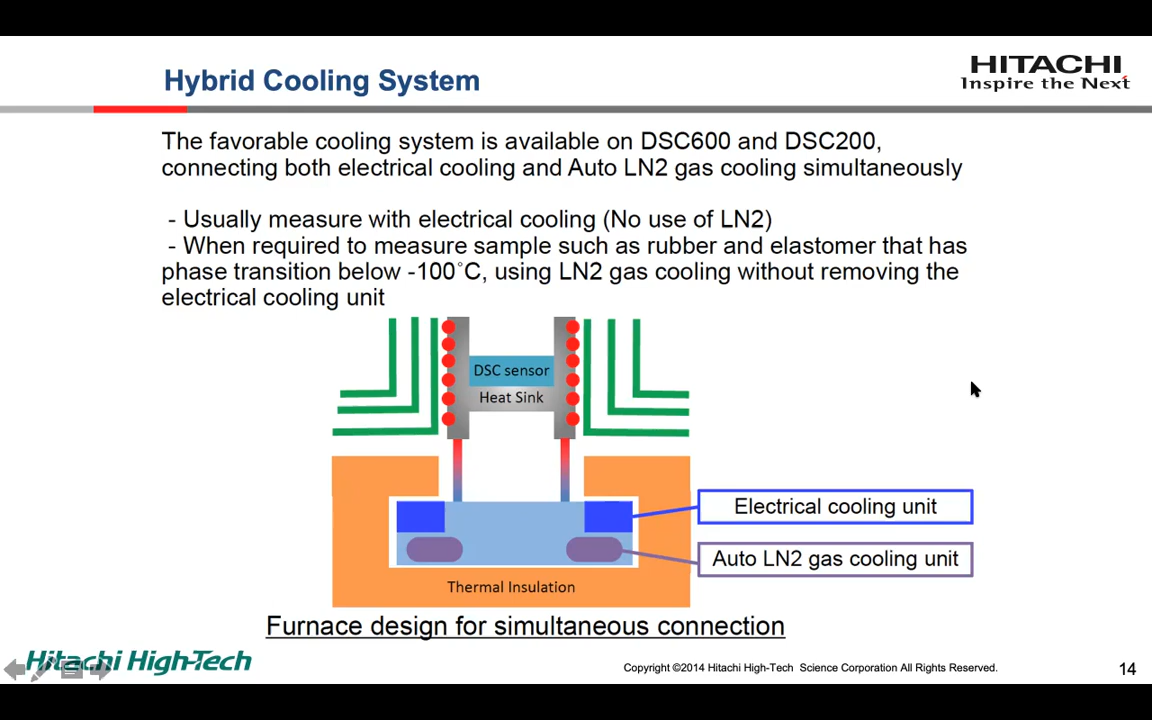 Hybrid Cooling System
HITACHI
Inspire the Next
The favorable cooling system is available on DSC600 and DSC200,
connecting both electrical cooling and Auto LN2 gas cooling simultaneously
- Usually measure with electrical cooling (No use of LN2)
- When required to measure sample such as rubber and elastomer that has
phase transition below -100°C, using LN2 gas cooling without removing the
electrical cooling unit
DSC sensor
Heat Sink
Electrical cooling unit
Auto LN2 gas cooling unit
Thermal Insulation
Furnace design for simultaneous connection
Hitachi High-Tech
Copyright ©2014 Hitachi High-Tech Science Corporation All Rights Reserved.
14